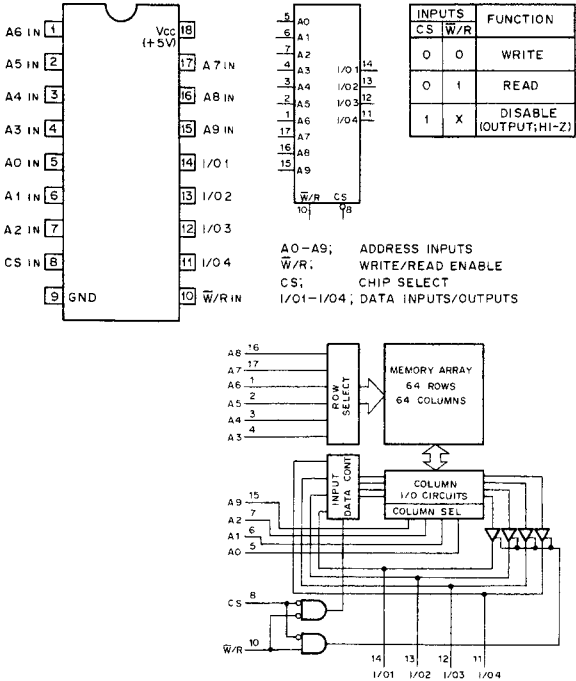 A6 IN 1
18 Vcc
(+5V)
A5 IN 2
17 A7 IN
A4 IN 3
16 A8 IN
A3 IN 4
15 A9 IN
A0 IN 5
14 I/O1
A1 IN 6
13 I/O2
A2 IN 7
12 I/O3
CS IN 8
11 I/O4
9 GND
10 W̅/R IN
5 A0
6 A1
7 A2
4 A3
3 A4
2 A5
1 A6
17 A7
16 A8
15 A9
I/O1 14
I/O2 13
I/O3 12
I/O4 11
W̅/R CS
10 8
INPUTS FUNCTION
CS W̅/R
0 0 WRITE
0 1 READ
1 X DISABLE
(OUTPUT;HI-Z)
A0-A9; ADDRESS INPUTS
W̅/R; WRITE/READ ENABLE
CS; CHIP SELECT
I/O1-I/O4; DATA INPUTS/OUTPUTS
A8 16
A7 17
A6 1
A5 2
A4 3
A3 4
ROW
SELECT
MEMORY ARRAY
64 ROWS
64 COLUMNS
INPUT
DATA CONT
COLUMN
I/O CIRCUITS
COLUMN SEL
A9 15
A2 7
A1 6
A0 5
CS 8
W̅/R 10
14 13 12 11
I/O1 I/O2 I/O3 I/O4